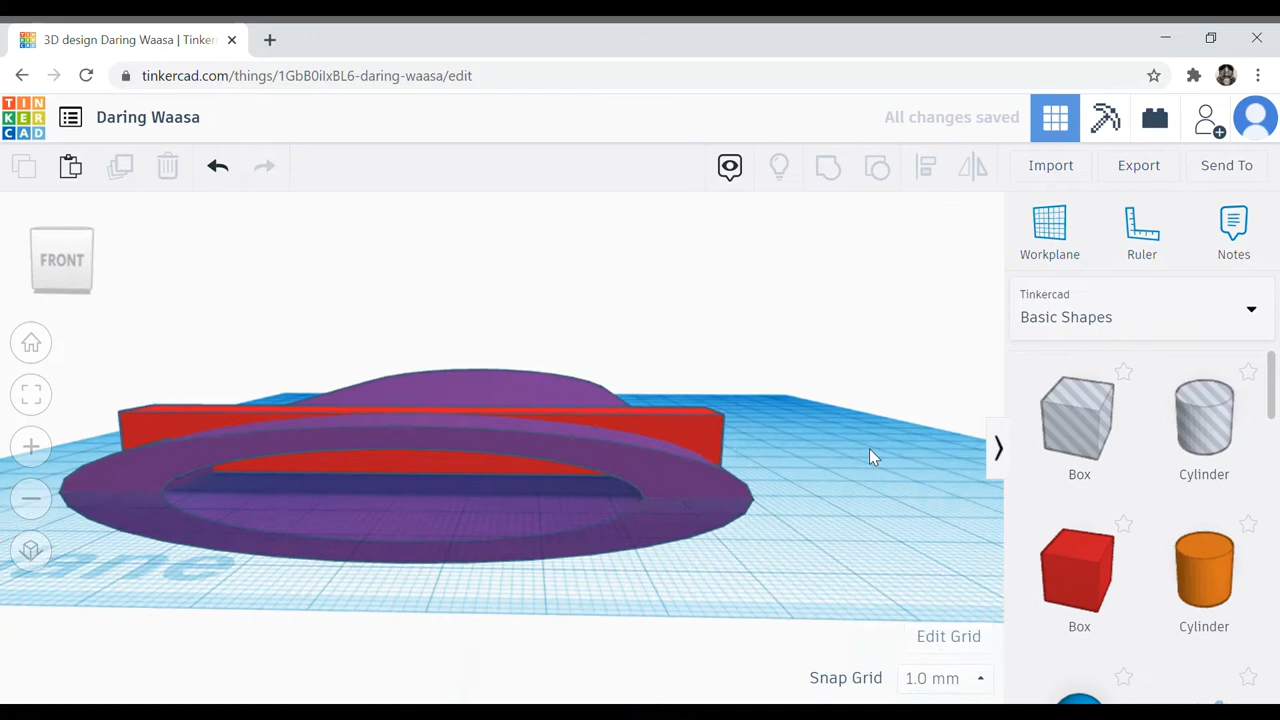 3D design Daring Waasa | Tinker
tinkercad.com/things/1GbB0iIxBL6-daring-waasa/edit
TIN
KER
CAD
Daring Waasa
All changes saved
Import
Export
Send To
FRONT
Workplane
Ruler
Notes
Tinkercad
Basic Shapes
Box
Cylinder
Box
Cylinder
Edit Grid
Snap Grid
1.0 mm